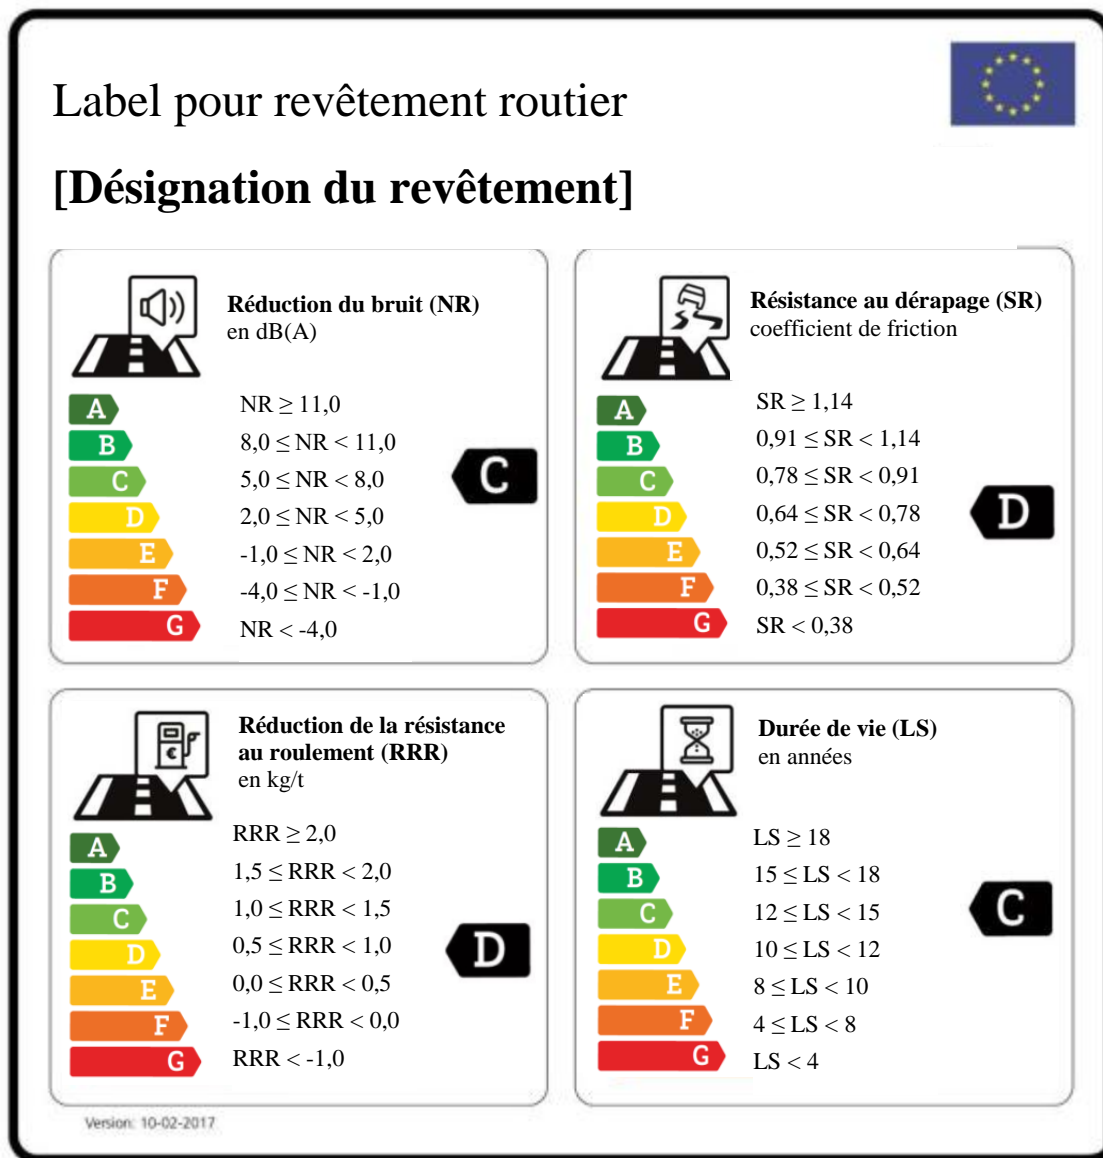 Label pour revêtement routier
[Désignation du revêtement]
Réduction du bruit (NR)
en dB(A)
A NR ≥ 11,0
B 8,0 ≤ NR < 11,0
C 5,0 ≤ NR < 8,0
D 2,0 ≤ NR < 5,0
E -1,0 ≤ NR < 2,0
F -4,0 ≤ NR < -1,0
G NR < -4,0
C
Résistance au dérapage (SR)
coefficient de friction
A SR ≥ 1,14
B 0,91 ≤ SR < 1,14
C 0,78 ≤ SR < 0,91
D 0,64 ≤ SR < 0,78
E 0,52 ≤ SR < 0,64
F 0,38 ≤ SR < 0,52
G SR < 0,38
D
€
Réduction de la résistance
au roulement (RRR)
en kg/t
A RRR ≥ 2,0
B 1,5 ≤ RRR < 2,0
C 1,0 ≤ RRR < 1,5
D 0,5 ≤ RRR < 1,0
E 0,0 ≤ RRR < 0,5
F -1,0 ≤ RRR < 0,0
G RRR < -1,0
D
Durée de vie (LS)
en années
A LS ≥ 18
B 15 ≤ LS < 18
C 12 ≤ LS < 15
D 10 ≤ LS < 12
E 8 ≤ LS < 10
F 4 ≤ LS < 8
G LS < 4
C
Version: 10-02-2017